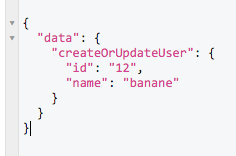 {
  "data": {
    "createOrUpdateUser": {
      "id": "12",
      "name": "banane"
    }
  }
}